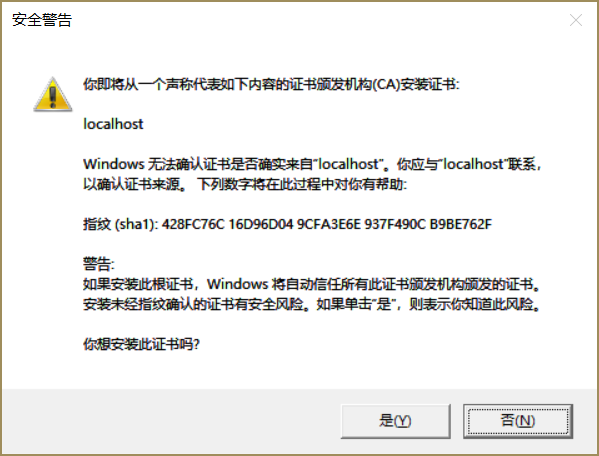 安全警告
你即将从一个声称代表如下内容的证书颁发机构(CA)安装证书:
localhost
Windows 无法确认证书是否确实来自"localhost"。你应与"localhost"联系，
以确认证书来源。 下列数字将在此过程中对你有帮助:
指纹 (sha1): 428FC76C 16D96D04 9CFA3E6E 937F490C B9BE762F
警告:
如果安装此根证书，Windows 将自动信任所有此证书颁发机构颁发的证书。
安装未经指纹确认的证书有安全风险。如果单击"是"，则表示你知道此风险。
你想安装此证书吗?
是(Y)
否(N)